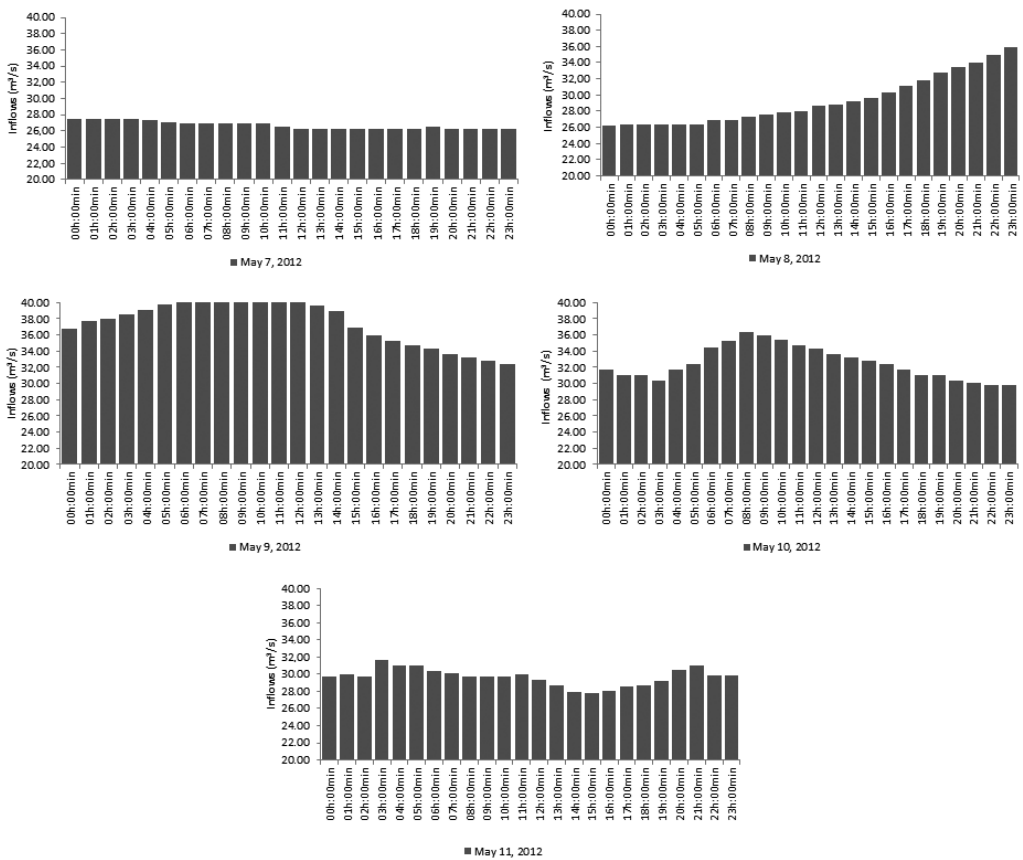 Inflows (m³/s)
40.00
38.00
36.00
34.00
32.00
30.00
28.00
26.00
24.00
22,00
20.00
00h:00min
01h:00min
02h:00min
03h:00min
04h:00min
05h:00min
06h:00min
07h:00min
08h:00min
09h:00min
10h:00min
11h:00min
12h:00min
13h:00min
14h:00min
15h:00min
16h:00min
17h:00min
18h:00min
19h:00min
20h:00min
21h:00min
22h:00min
23h:00min
May 7, 2012
Inflows (m³/s)
40.00
38.00
36.00
34.00
32,00
30.00
28.00
26.00
24.00
22.00
20.00
00h:00min
01h:00min
02h:00min
03h:00min
04h:00min
05h:00min
06h:00min
07h:00min
08h:00min
09h:00min
10h:00min
11h:00min
12h:00min
13h:00min
14h:00min
15h:00min
16h:00min
17h:00min
18h:00min
19h:00min
20h:00min
21h:00min
22h:00min
23h:00min
May 8, 2012
Inflows (m³/s)
40.00
38.00
36.00
34.00
32.00
30.00
28.00
26.00
24.00
22.00
20.00
00h:00min
01h:00min
02h:00min
03h:00min
04h:00min
05h:00min
06h:00min
07h:00min
08h:00min
09h:00min
10h:00min
11h:00min
12h:00min
13h:00min
14h:00min
15h:00min
16h:00min
17h:00min
18h:00min
19h:00min
20h:00min
21h:00min
22h:00min
23h:00min
May 9, 2012
Inflows (m³/s)
40.00
38.00
36.00
34.00
32.00
30.00
28.00
26.00
24.00
22.00
20.00
00h:00min
01h:00min
02h:00min
03h:00min
04h:00min
05h:00min
06h:00min
07h:00min
08h:00min
09h:00min
10h:00min
11h:00min
12h:00min
13h:00min
14h:00min
15h:00min
16h:00min
17h:00min
18h:00min
19h:00min
20h:00min
21h:00min
22h:00min
23h:00min
May 10, 2012
Inflows (m³/s)
40.00
38.00
36.00
34.00
32.00
30.00
28.00
26.00
24.00
22.00
20.00
00h:00min
01h:00min
02h:00min
03h:00min
04h:00min
05h:00min
06h:00min
07h:00min
08h:00min
09h:00min
10h:00min
11h:00min
12h:00min
13h:00min
14h:00min
15h:00min
16h:00min
17h:00min
18h:00min
19h:00min
20h:00min
21h:00min
22h:00min
23h:00min
May 11, 2012